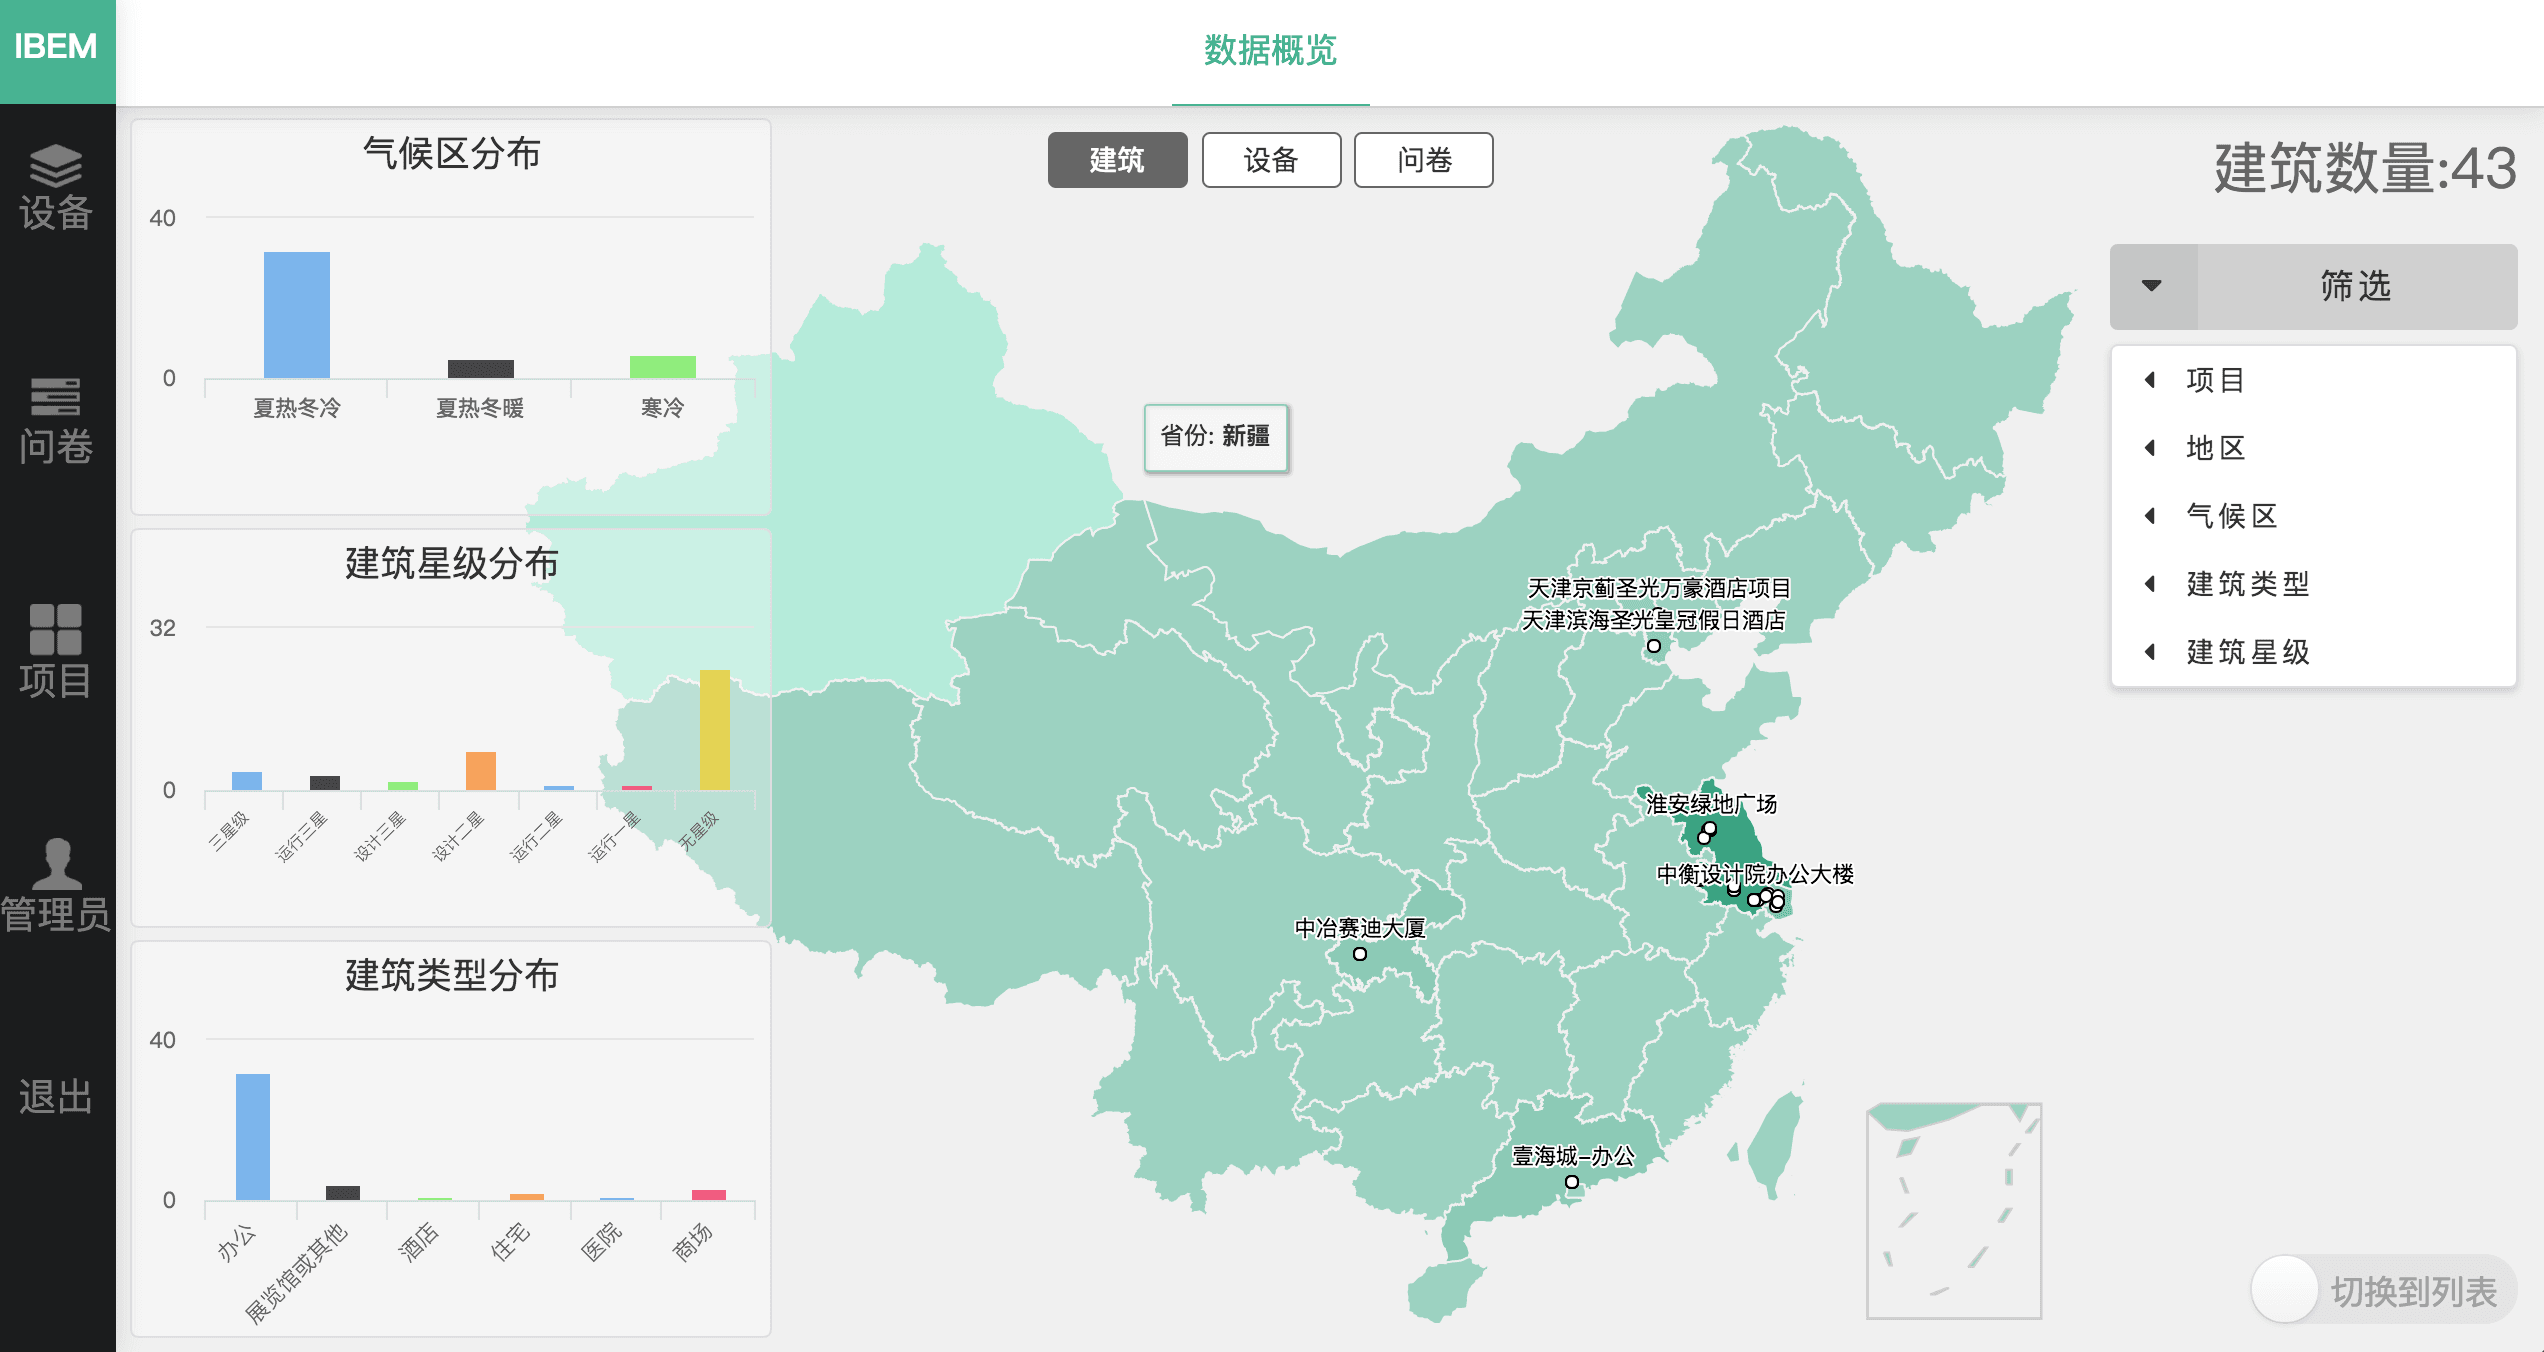 IBEM
数据概览
设备
问卷
项目
管理员
退出
气候区分布
40
0
夏热冬冷
夏热冬暖
寒冷
建筑星级分布
32
0
三星级
运行三星
设计三星
设计二星
运行二星
运行一星
无星级
建筑类型分布
40
0
办公
展览馆或其他
酒店
住宅
医院
商场
建筑
设备
问卷
省份: 新疆
天津京蓟圣光万豪酒店项目
天津滨海圣光皇冠假日酒店
淮安绿地广场
中衡设计院办公大楼
中冶赛迪大厦
壹海城-办公
建筑数量:43
筛选
项目
地区
气候区
建筑类型
建筑星级
切换到列表